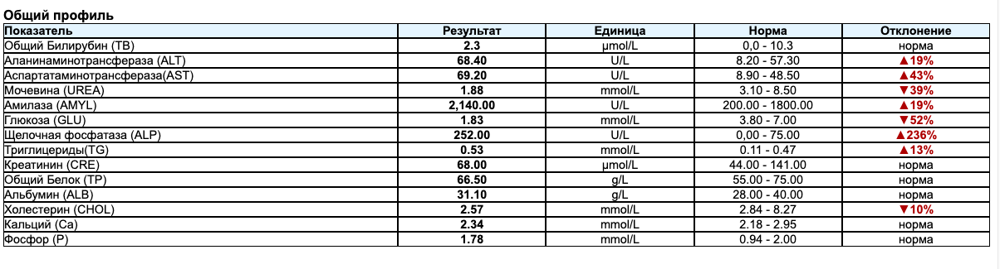 Общий профиль
Показатель Результат Единица Норма Отклонение
Общий Билирубин (TB) 2.3 µmol/L 0,0 - 10.3 норма
Аланинаминотрансфераза (ALT) 68.40 U/L 8.20 - 57.30 ▲19%
Аспартатаминотрансфераза(AST) 69.20 U/L 8.90 - 48.50 ▲43%
Мочевина (UREA) 1.88 mmol/L 3.10 - 8.50 ▼39%
Амилаза (AMYL) 2,140.00 U/L 200.00 - 1800.00 ▲19%
Глюкоза (GLU) 1.83 mmol/L 3.80 - 7.00 ▼52%
Щелочная фосфатаза (ALP) 252.00 U/L 0,00 - 75.00 ▲236%
Триглицериды(TG) 0.53 mmol/L 0.11 - 0.47 ▲13%
Креатинин (CRE) 68.00 µmol/L 44.00 - 141.00 норма
Общий Белок (TP) 66.50 g/L 55.00 - 75.00 норма
Альбумин (ALB) 31.10 g/L 28.00 - 40.00 норма
Холестерин (CHOL) 2.57 mmol/L 2.84 - 8.27 ▼10%
Кальций (Ca) 2.34 mmol/L 2.18 - 2.95 норма
Фосфор (P) 1.78 mmol/L 0.94 - 2.00 норма